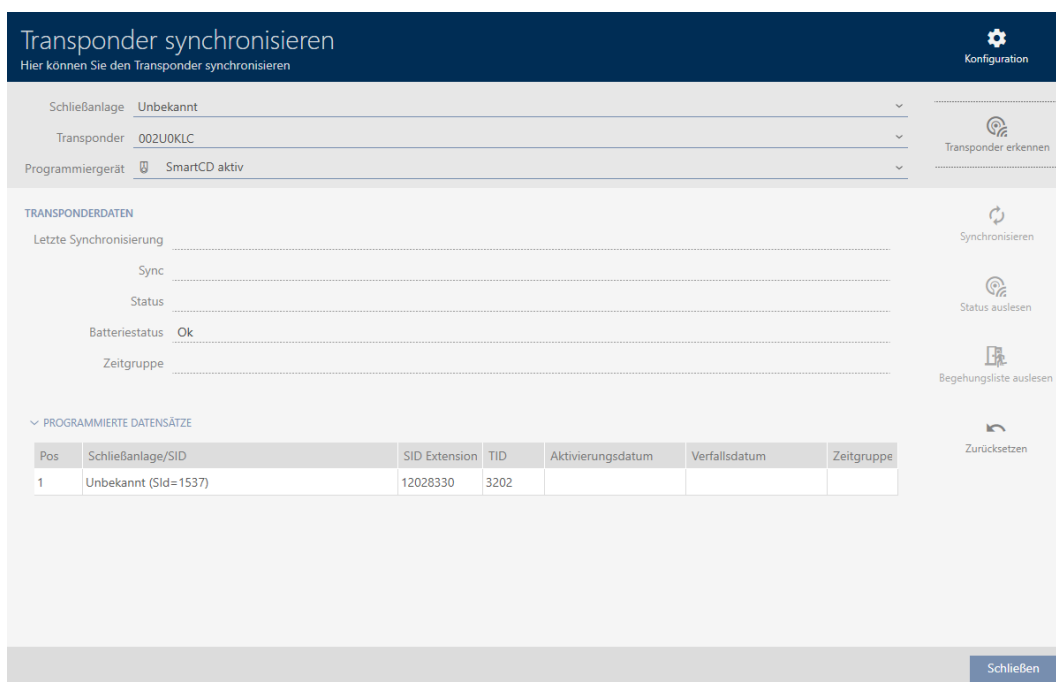 Transponder synchronisieren
Hier können Sie den Transponder synchronisieren
Konfiguration
Schließanlage Unbekannt
Transponder 002U0KLC
Programmiergerät SmartCD aktiv
Transponder erkennen
TRANSPONDERDATEN
Letzte Synchronisierung
Sync
Status
Batteriestatus Ok
Zeitgruppe
Synchronisieren
Status auslesen
Begehungsliste auslesen
Zurücksetzen
PROGRAMMIERTE DATENSÄTZE
Pos Schließanlage/SID SID Extension TID Aktivierungsdatum Verfallsdatum Zeitgruppe
1 Unbekannt (SId=1537) 12028330 3202
Schließen